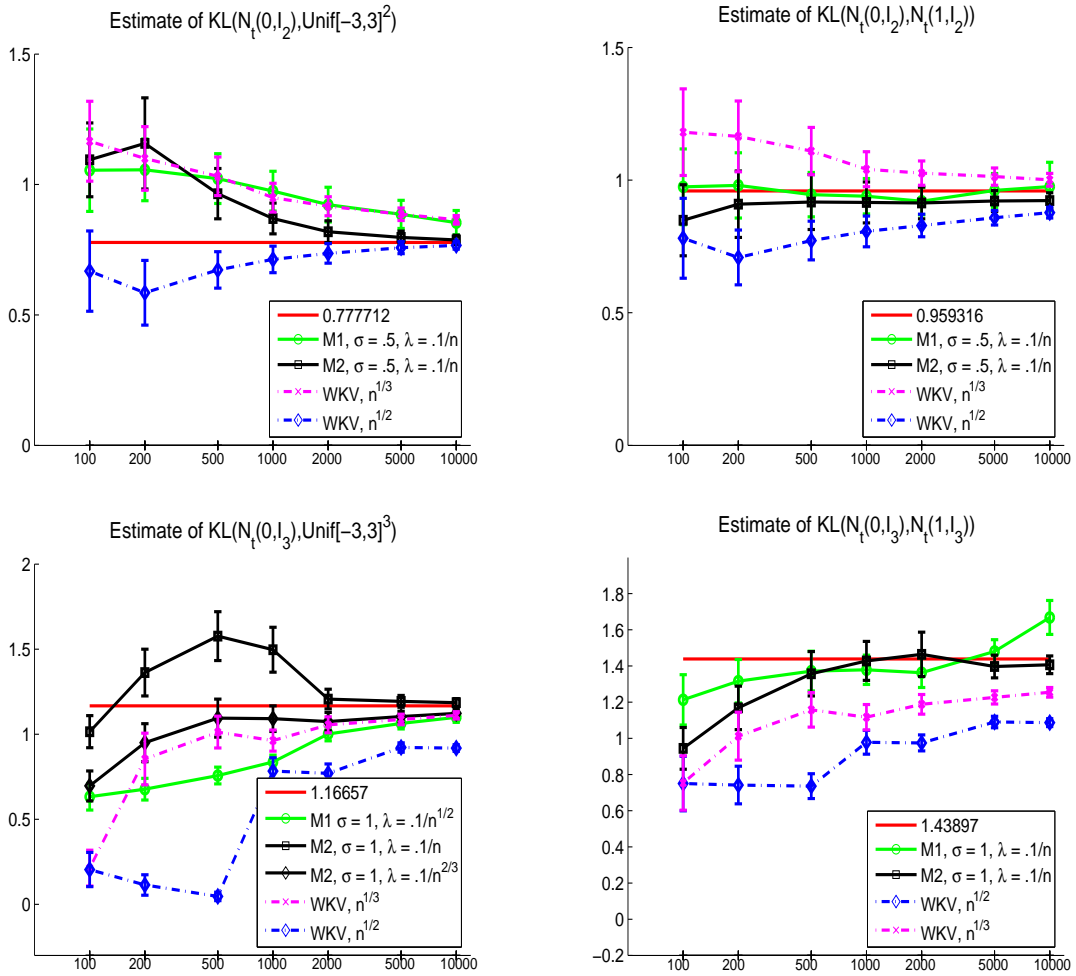 Estimate of KL(N_t(0,I_2),Unif[-3,3]^2)
1.5
1
0.5
0
100 200 500 1000 2000 5000 10000
0.777712
M1, σ = .5, λ = .1/n
M2, σ = .5, λ = .1/n
WKV, n^{1/3}
WKV, n^{1/2}
Estimate of KL(N_t(0,I_2),N_t(1,I_2))
1.5
1
0.5
0
100 200 500 1000 2000 5000 10000
0.959316
M1, σ = .5, λ = .1/n
M2, σ = .5, λ = .1/n
WKV, n^{1/3}
WKV, n^{1/2}
Estimate of KL(N_t(0,I_3),Unif[-3,3]^3)
2
1.5
1
0.5
0
100 200 500 1000 2000 5000 10000
1.16657
M1 σ = 1, λ = .1/n^{1/2}
M2, σ = 1, λ = .1/n
M2, σ = 1, λ = .1/n^{2/3}
WKV, n^{1/3}
WKV, n^{1/2}
Estimate of KL(N_t(0,I_3),N_t(1,I_3))
1.8
1.6
1.4
1.2
1
0.8
0.6
0.4
0.2
0
-0.2
100 200 500 1000 2000 5000 10000
1.43897
M1, σ = 1, λ = .1/n
M2, σ = 1, λ = .1/n
WKV, n^{1/2}
WKV, n^{1/3}